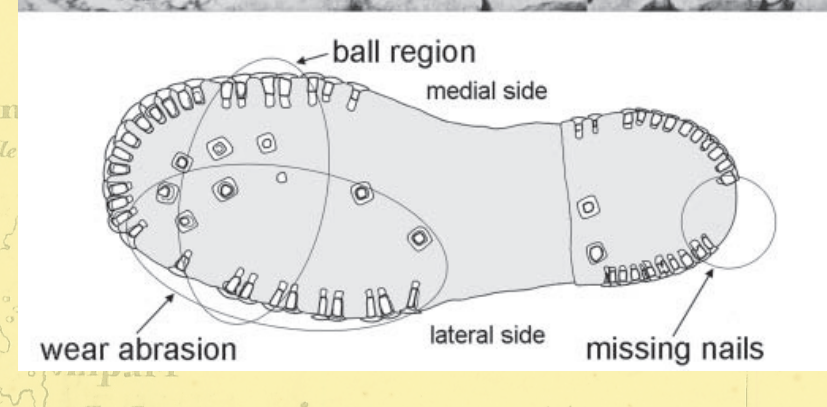 ball region
medial side
lateral side
wear abrasion
missing nails